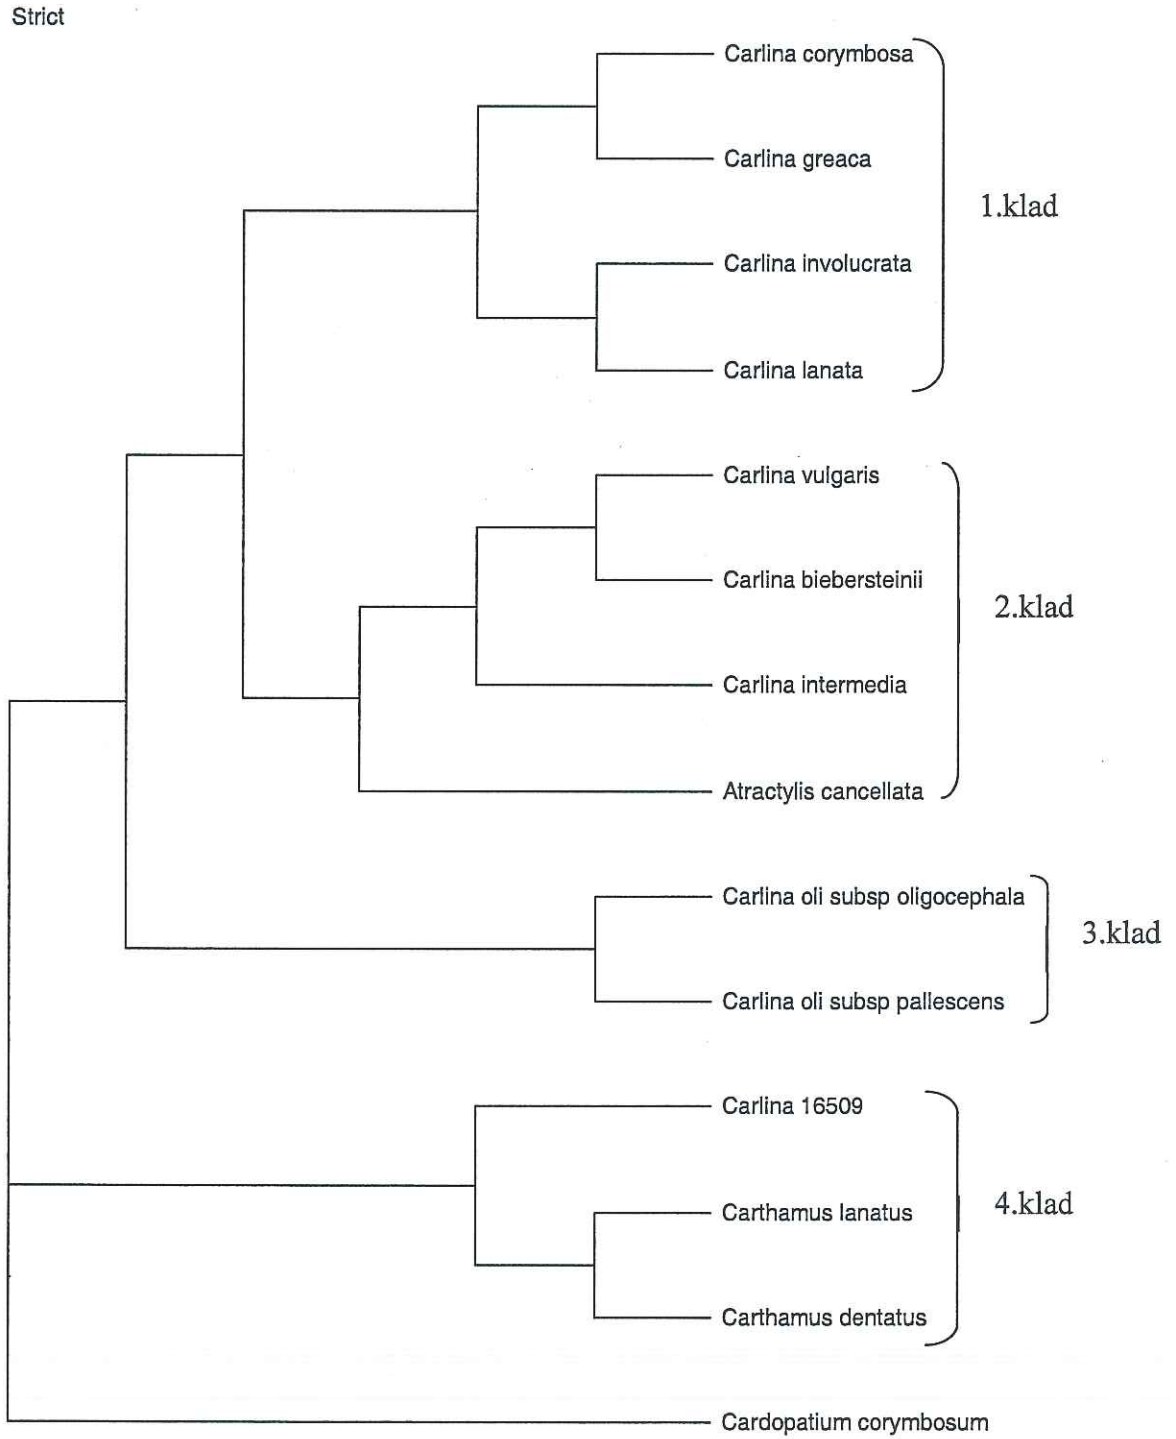 Strict
Carlina corymbosa
Carlina greaca
1.klad
Carlina involucrata
Carlina lanata
Carlina vulgaris
Carlina biebersteinii
2.klad
Carlina intermedia
Atractylis cancellata
Carlina oli subsp oligocephala
3.klad
Carlina oli subsp pallescens
Carlina 16509
4.klad
Carthamus lanatus
Carthamus dentatus
Cardopatium corymbosum